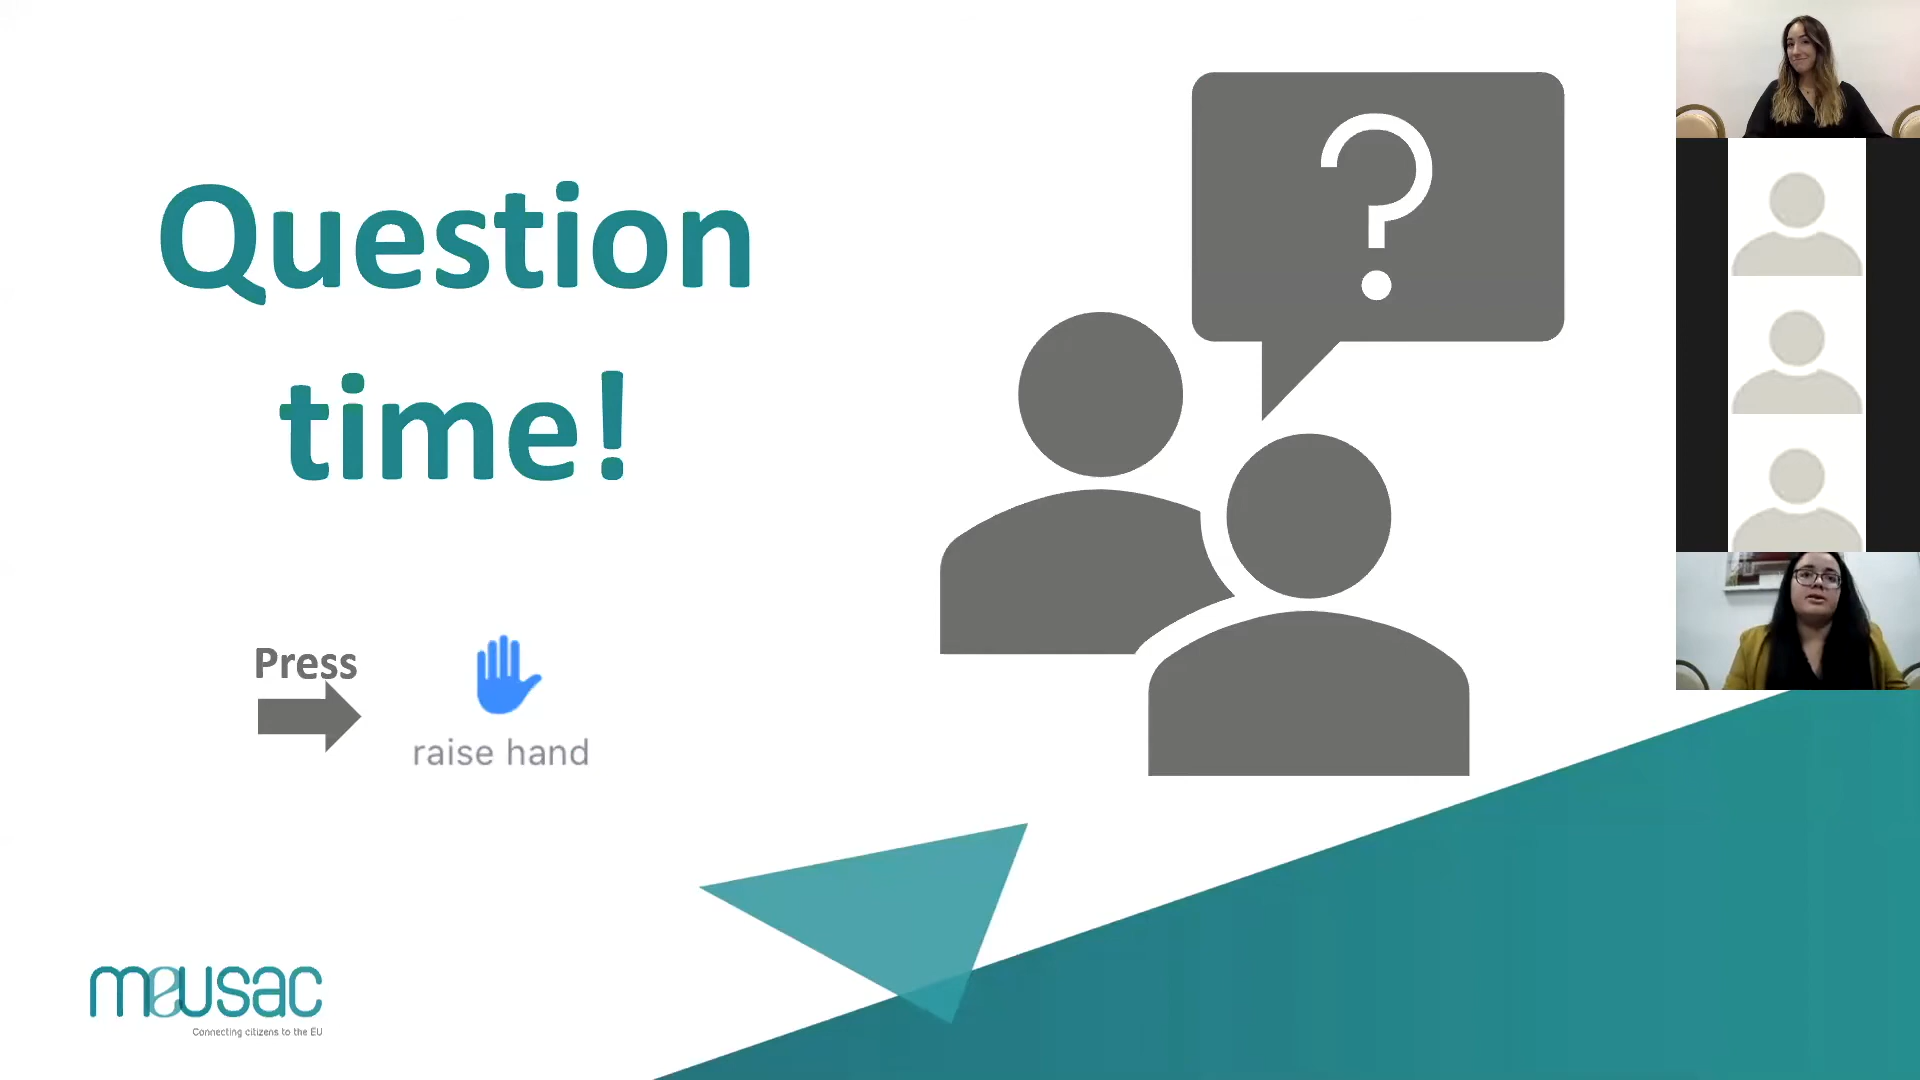 Question
time!
?
Press
raise hand
meusac
Connecting citizens to the EU